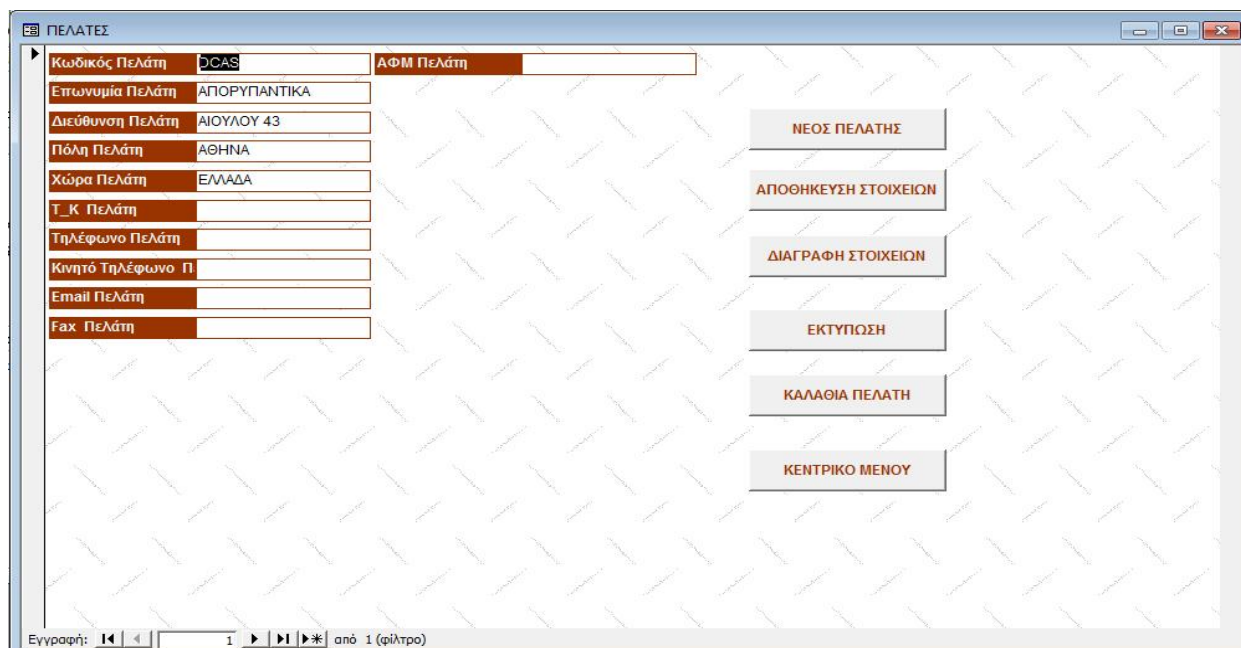 ΠΕΛΑΤΕΣ
Κωδικός Πελάτη DCAS ΑΦΜ Πελάτη
Επωνυμία Πελάτη ΑΠΟΡΥΠΑΝΤΙΚΑ
Διεύθυνση Πελάτη ΑΙΟΥΛΟΥ 43
Πόλη Πελάτη ΑΘΗΝΑ
Χώρα Πελάτη ΕΛΛΑΔΑ
Τ_Κ Πελάτη
Τηλέφωνο Πελάτη
Κινητό Τηλέφωνο Π
Email Πελάτη
Fax Πελάτη
ΝΕΟΣ ΠΕΛΑΤΗΣ
ΑΠΟΘΗΚΕΥΣΗ ΣΤΟΙΧΕΙΩΝ
ΔΙΑΓΡΑΦΗ ΣΤΟΙΧΕΙΩΝ
ΕΚΤΥΠΩΣΗ
ΚΑΛΑΘΙΑ ΠΕΛΑΤΗ
ΚΕΝΤΡΙΚΟ ΜΕΝΟΥ
Εγγραφή: 1 από 1 (φίλτρο)